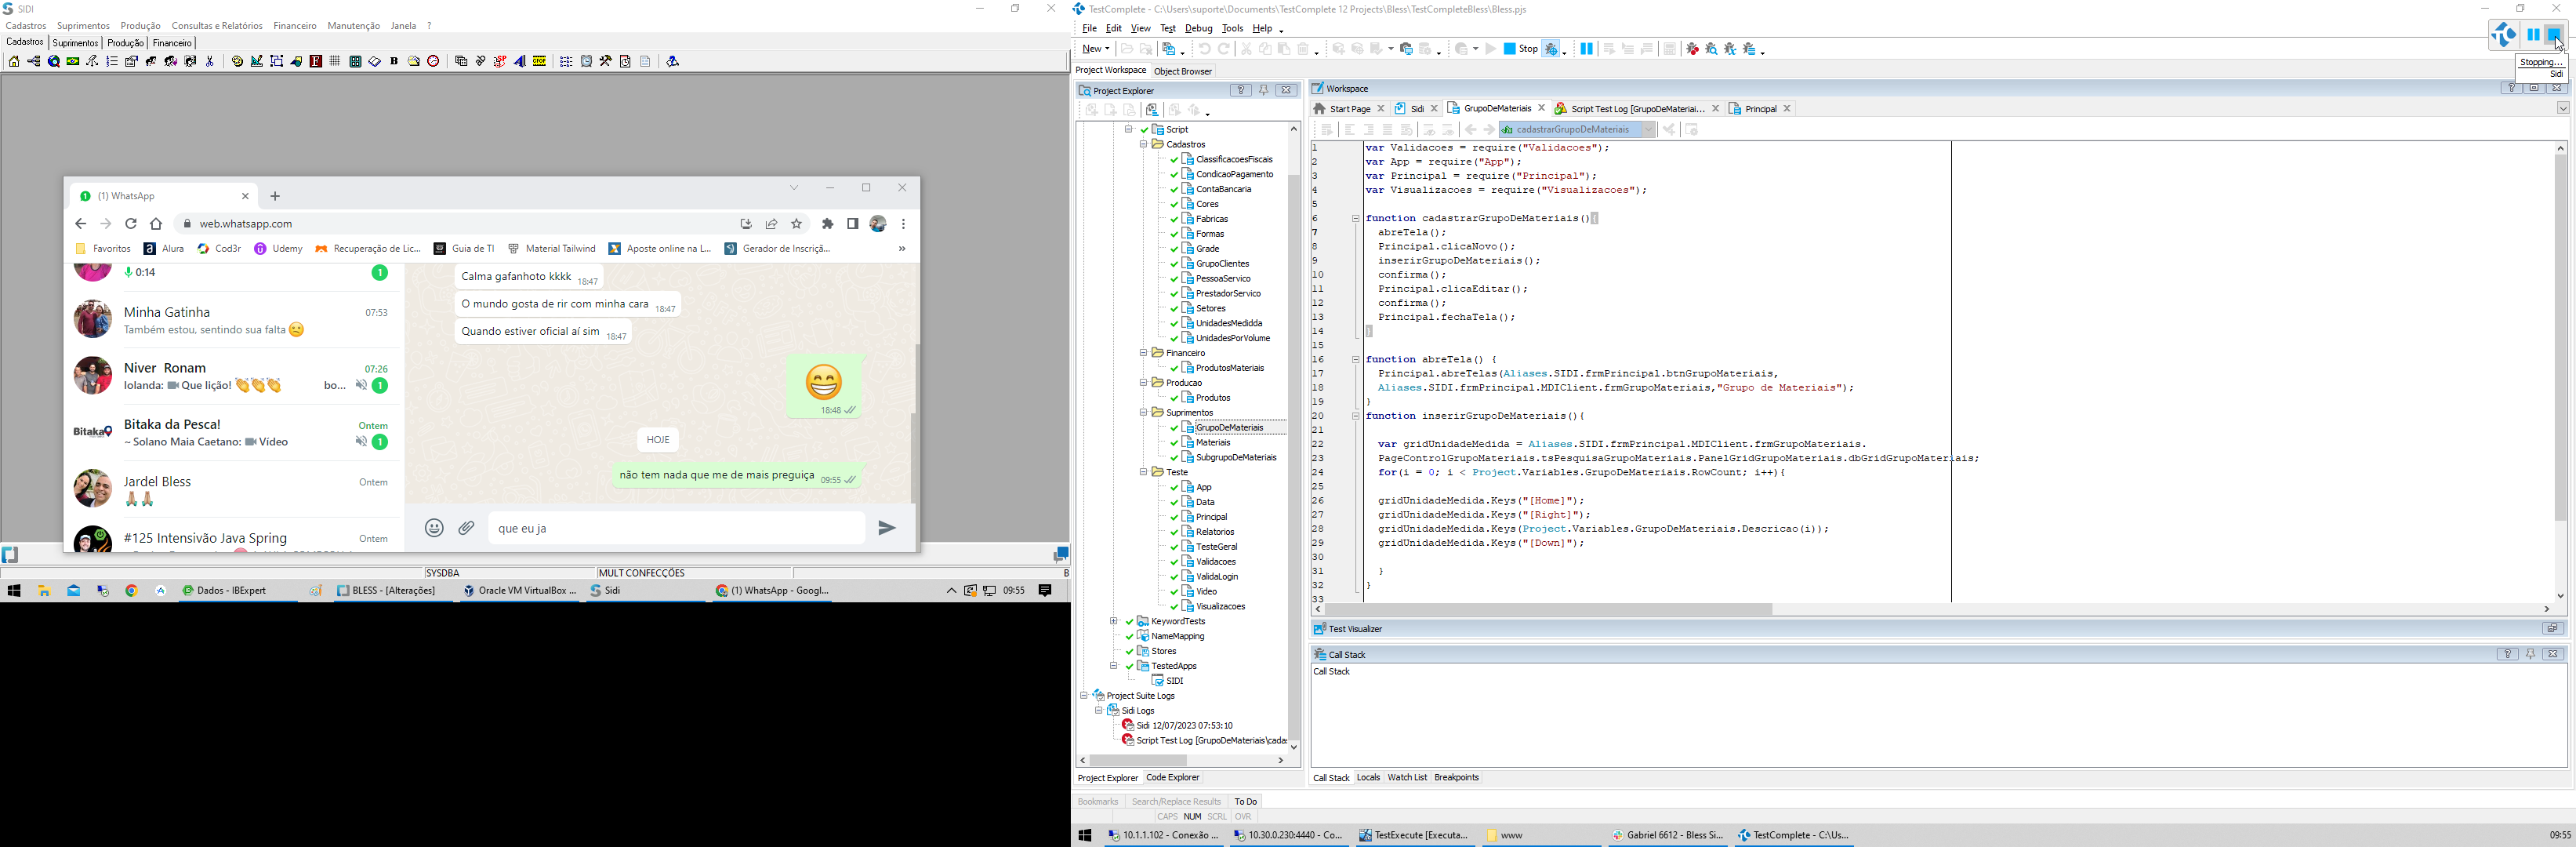 SIDI
Cadastros Suprimentos Produção Consultas e Relatórios Financeiro Manutenção Janela ?
Cadastros Suprimentos Produção Financeiro
(1) WhatsApp
web.whatsapp.com
Favoritos Alura Cod3r Udemy Recuperação de Lic... Guia de TI Material Tailwind Aposte online na L... Gerador de Inscriçã... »
0:14 1
Minha Gatinha 07:53
Também estou, sentindo sua falta
Niver Ronam 07:26
Iolanda: Que lição! bo... 1
Bitaka da Pesca! Ontem
~ Solano Maia Caetano: Vídeo 1
Jardel Bless Ontem
#125 Intensivão Java Spring Ontem
Calma gafanhoto kkkk 18:47
O mundo gosta de rir com minha cara 18:47
Quando estiver oficial aí sim 18:47
18:48
HOJE
não tem nada que me de mais preguiça 09:55
que eu ja
SYSDBA MULT CONFECÇÕES B
Dados - IBExpert BLESS - [Alterações] Oracle VM VirtualBox ... Sidi (1) WhatsApp - Googl... 09:55
TestComplete - C:\Users\suporte\Documents\TestComplete 12 Projects\Bless\TestCompleteBless\Bless.pjs
File Edit View Test Debug Tools Help
New Stop
Stopping...
Sidi
Project Workspace Object Browser
Project Explorer
Script
Cadastros
ClassificacoesFiscais
CondicaoPagamento
ContaBancaria
Cores
Fabricas
Formas
Grade
GrupoClientes
PessoaServico
PrestadorServico
Setores
UnidadesMedidda
UnidadesPorVolume
Financeiro
ProdutosMateriais
Producao
Produtos
Suprimentos
GrupoDeMateriais
Materiais
SubgrupoDeMateriais
Teste
App
Data
Principal
Relatorios
TesteGeral
Validacoes
ValidaLogin
Video
Visualizacoes
KeywordTests
NameMapping
Stores
TestedApps
SIDI
Project Suite Logs
Sidi Logs
Sidi 12/07/2023 07:53:10
Script Test Log [GrupoDeMateriais\cada:
Project Explorer Code Explorer
Workspace
Start Page Sidi GrupoDeMateriais Script Test Log [GrupoDeMateriai... Principal
cadastrarGrupoDeMateriais
1 var Validacoes = require("Validacoes");
2 var App = require("App");
3 var Principal = require("Principal");
4 var Visualizacoes = require("Visualizacoes");
5
6 function cadastrarGrupoDeMateriais(){
7 abreTela();
8 Principal.clicaNovo();
9 inserirGrupoDeMateriais();
10 confirma();
11 Principal.clicaEditar();
12 confirma();
13 Principal.fechaTela();
14 }
15
16 function abreTela() {
17 Principal.abreTelas(Aliases.SIDI.frmPrincipal.btnGrupoMateriais,
18 Aliases.SIDI.frmPrincipal.MDIClient.frmGrupoMateriais,"Grupo de Materiais");
19 }
20 function inserirGrupoDeMateriais(){
21
22 var gridUnidadeMedida = Aliases.SIDI.frmPrincipal.MDIClient.frmGrupoMateriais.
23 PageControlGrupoMateriais.tsPesquisaGrupoMateriais.PanelGridGrupoMateriais.dbGridGrupoMateriais;
24 for(i = 0; i < Project.Variables.GrupoDeMateriais.RowCount; i++){
25
26 gridUnidadeMedida.Keys("[Home]");
27 gridUnidadeMedida.Keys("[Right]");
28 gridUnidadeMedida.Keys(Project.Variables.GrupoDeMateriais.Descricao(i));
29 gridUnidadeMedida.Keys("[Down]");
30
31 }
32 }
33
Test Visualizer
Call Stack
Call Stack
Call Stack Locals Watch List Breakpoints
Bookmarks Search/Replace Results To Do
CAPS NUM SCRL OVR
10.1.1.102 - Conexão ... 10.30.0.230:4440 - Co... TestExecute [Executa... www Gabriel 6612 - Bless Si... TestComplete - C:\Us... 09:55